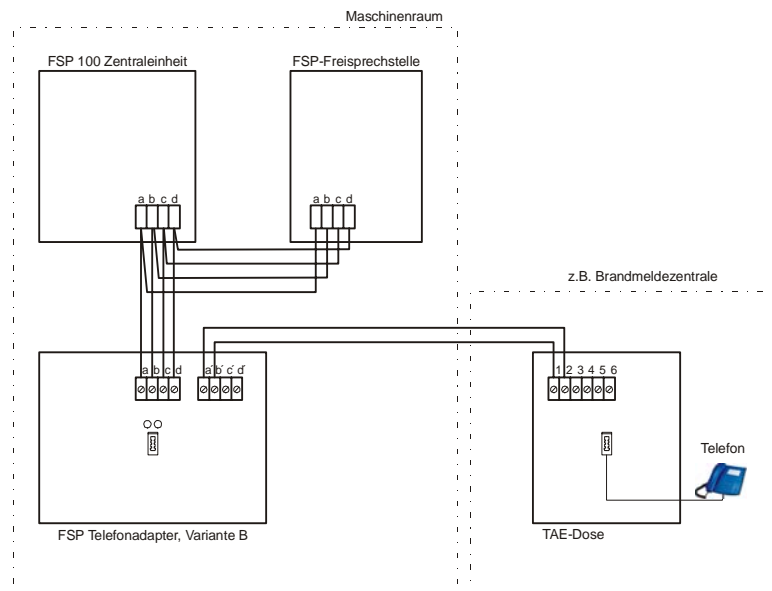 Maschinenraum
FSP 100 Zentraleinheit
FSP-Freisprechstelle
a b c d
a b c d
z.B. Brandmeldezentrale
a b c d
a´ b´ c´ d´
1 2 3 4 5 6
Telefon
FSP Telefonadapter, Variante B
TAE-Dose